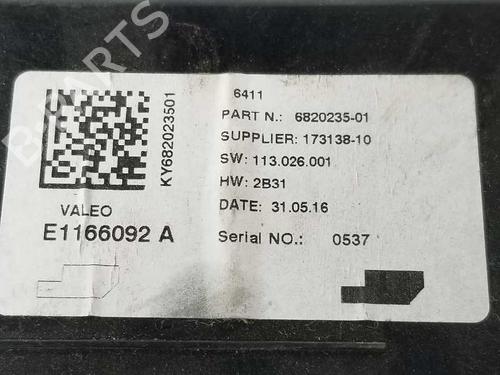 B-PARTS
KY682023501
VALEO
E1166092 A
6411
PART N.: 6820235-01
SUPPLIER: 173138-10
SW: 113.026.001
HW: 2B31
DATE: 31.05.16
Serial NO.: 0537